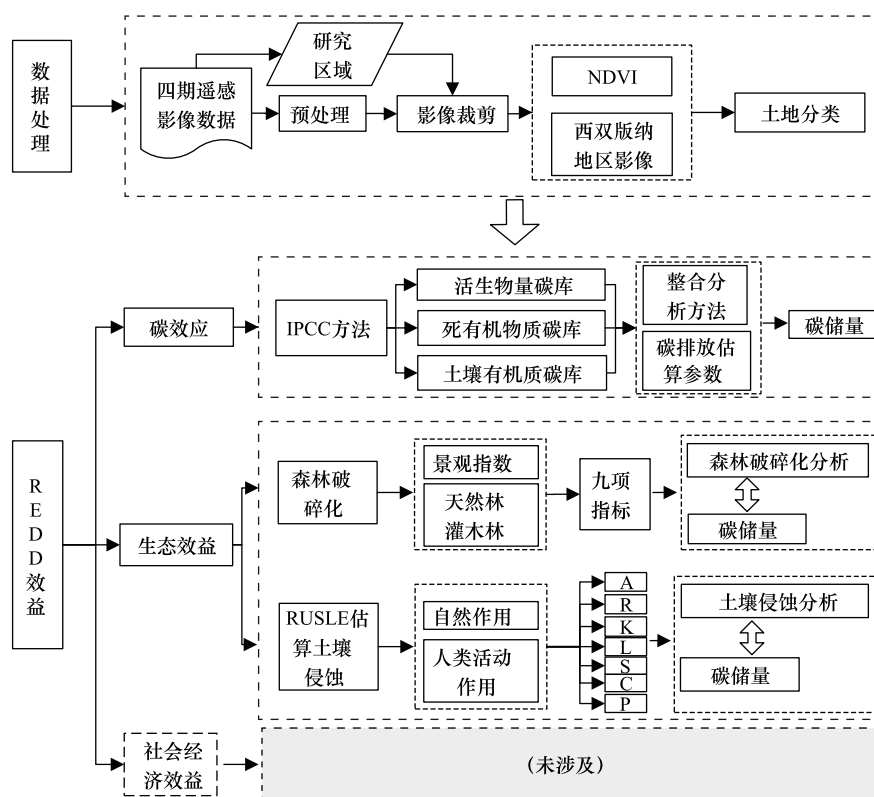 数据处理
四期遥感
影像数据
研究
区域
预处理
影像裁剪
NDVI
西双版纳
地区影像
土地分类
REDD效益
碳效应
IPCC方法
活生物量碳库
死有机物质碳库
土壤有机质碳库
整合分
析方法
碳排放估
算参数
碳储量
生态效益
森林破
碎化
景观指数
天然林
灌木林
九项
指标
森林破碎化分析
碳储量
RUSLE估
算土壤
侵蚀
自然作用
人类活动
作用
A
R
K
L
S
C
P
土壤侵蚀分析
碳储量
社会经
济效益
（未涉及）